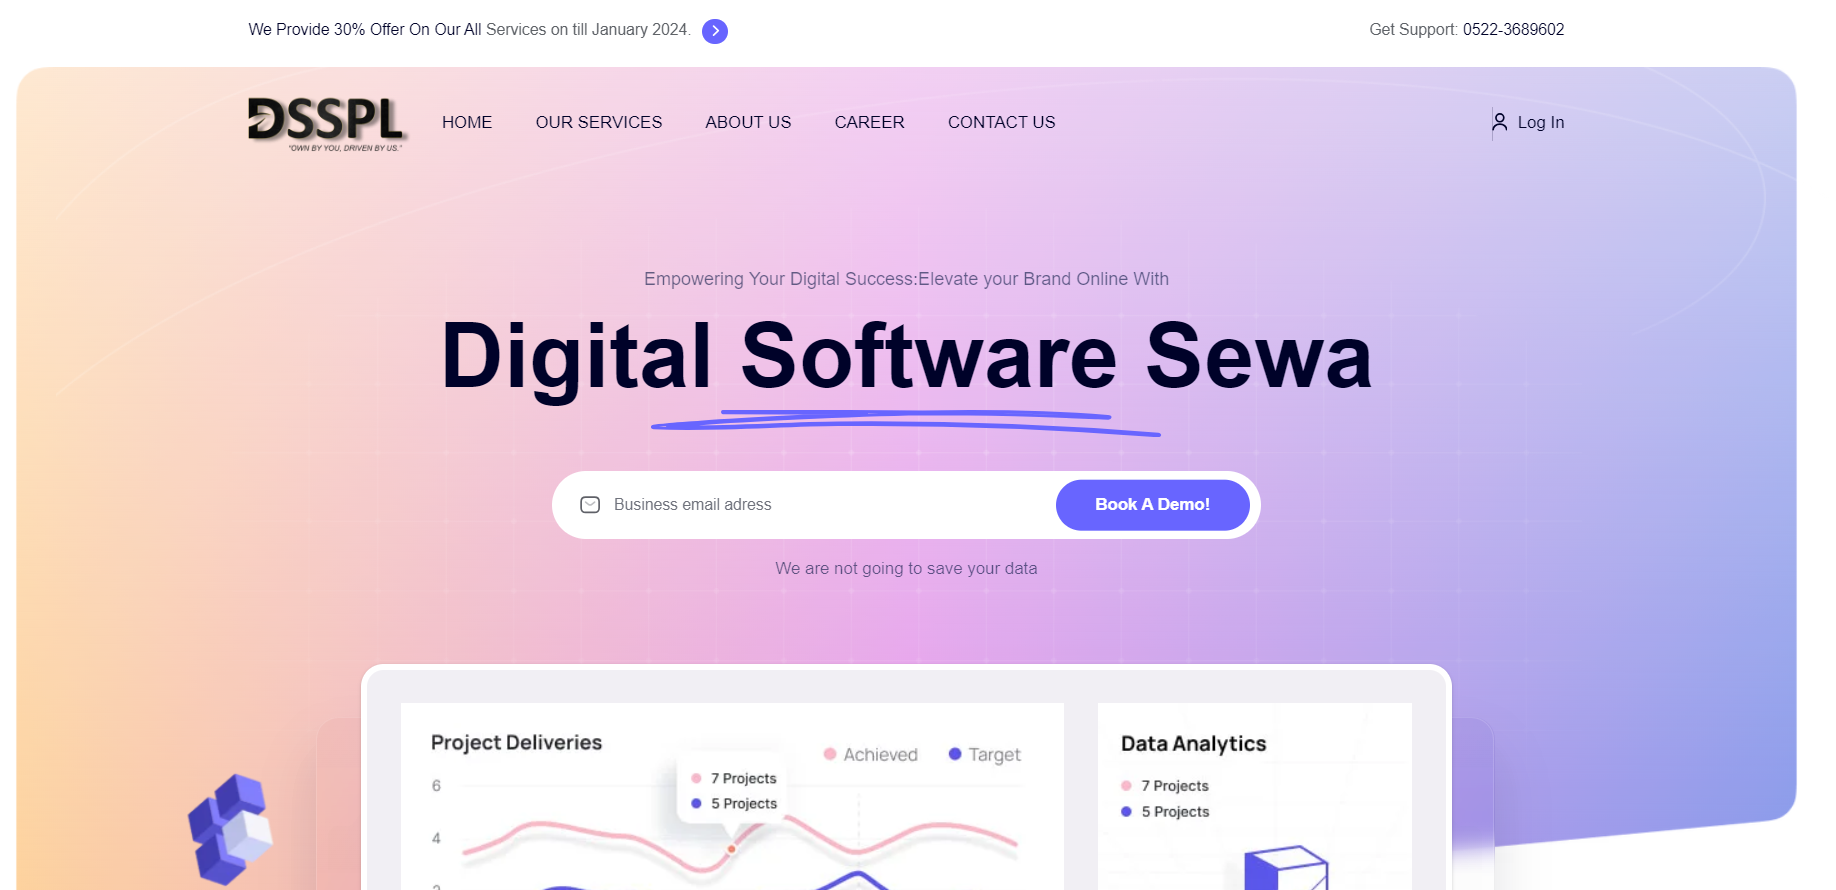 We Provide 30% Offer On Our All Services on till January 2024.
Get Support: 0522-3689602
DSSPL
"OWN BY YOU, DRIVEN BY US."
HOME
OUR SERVICES
ABOUT US
CAREER
CONTACT US
Log In
Empowering Your Digital Success:Elevate your Brand Online With
Digital Software Sewa
Business email adress
Book A Demo!
We are not going to save your data
Project Deliveries
Achieved
Target
7 Projects
5 Projects
6
4
Data Analytics
7 Projects
5 Projects